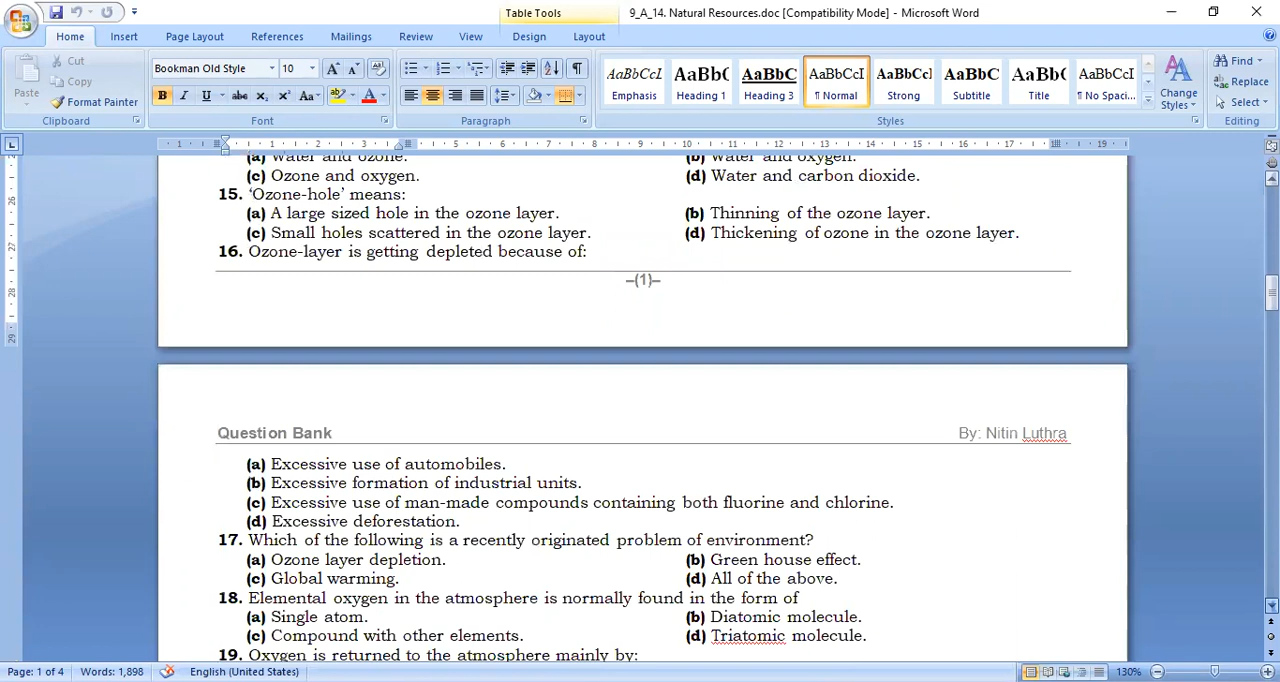 Table Tools
9_A_14. Natural Resources.doc [Compatibility Mode] - Microsoft Word
Home Insert Page Layout References Mailings Review View Design Layout
Paste
Cut
Copy
Format Painter
Clipboard
Bookman Old Style 10
Font
Paragraph
AaBbCcI AaBbC AaBbCc AaBbCcI AaBbCc AaBbC AaBb( AaBbCcI
Emphasis Heading 1 Heading 3 ¶ Normal Strong Subtitle Title ¶ No Spaci...
Change Styles
Styles
Find
Replace
Select
Editing
(a) Water and ozone. (b) Water and oxygen.
(c) Ozone and oxygen. (d) Water and carbon dioxide.
15. ‘Ozone-hole’ means:
(a) A large sized hole in the ozone layer. (b) Thinning of the ozone layer.
(c) Small holes scattered in the ozone layer. (d) Thickening of ozone in the ozone layer.
16. Ozone-layer is getting depleted because of:
–(1)–
Question Bank By: Nitin Luthra
(a) Excessive use of automobiles.
(b) Excessive formation of industrial units.
(c) Excessive use of man-made compounds containing both fluorine and chlorine.
(d) Excessive deforestation.
17. Which of the following is a recently originated problem of environment?
(a) Ozone layer depletion. (b) Green house effect.
(c) Global warming. (d) All of the above.
18. Elemental oxygen in the atmosphere is normally found in the form of
(a) Single atom. (b) Diatomic molecule.
(c) Compound with other elements. (d) Triatomic molecule.
19. Oxygen is returned to the atmosphere mainly by:
Page: 1 of 4 Words: 1,898 English (United States) 130%